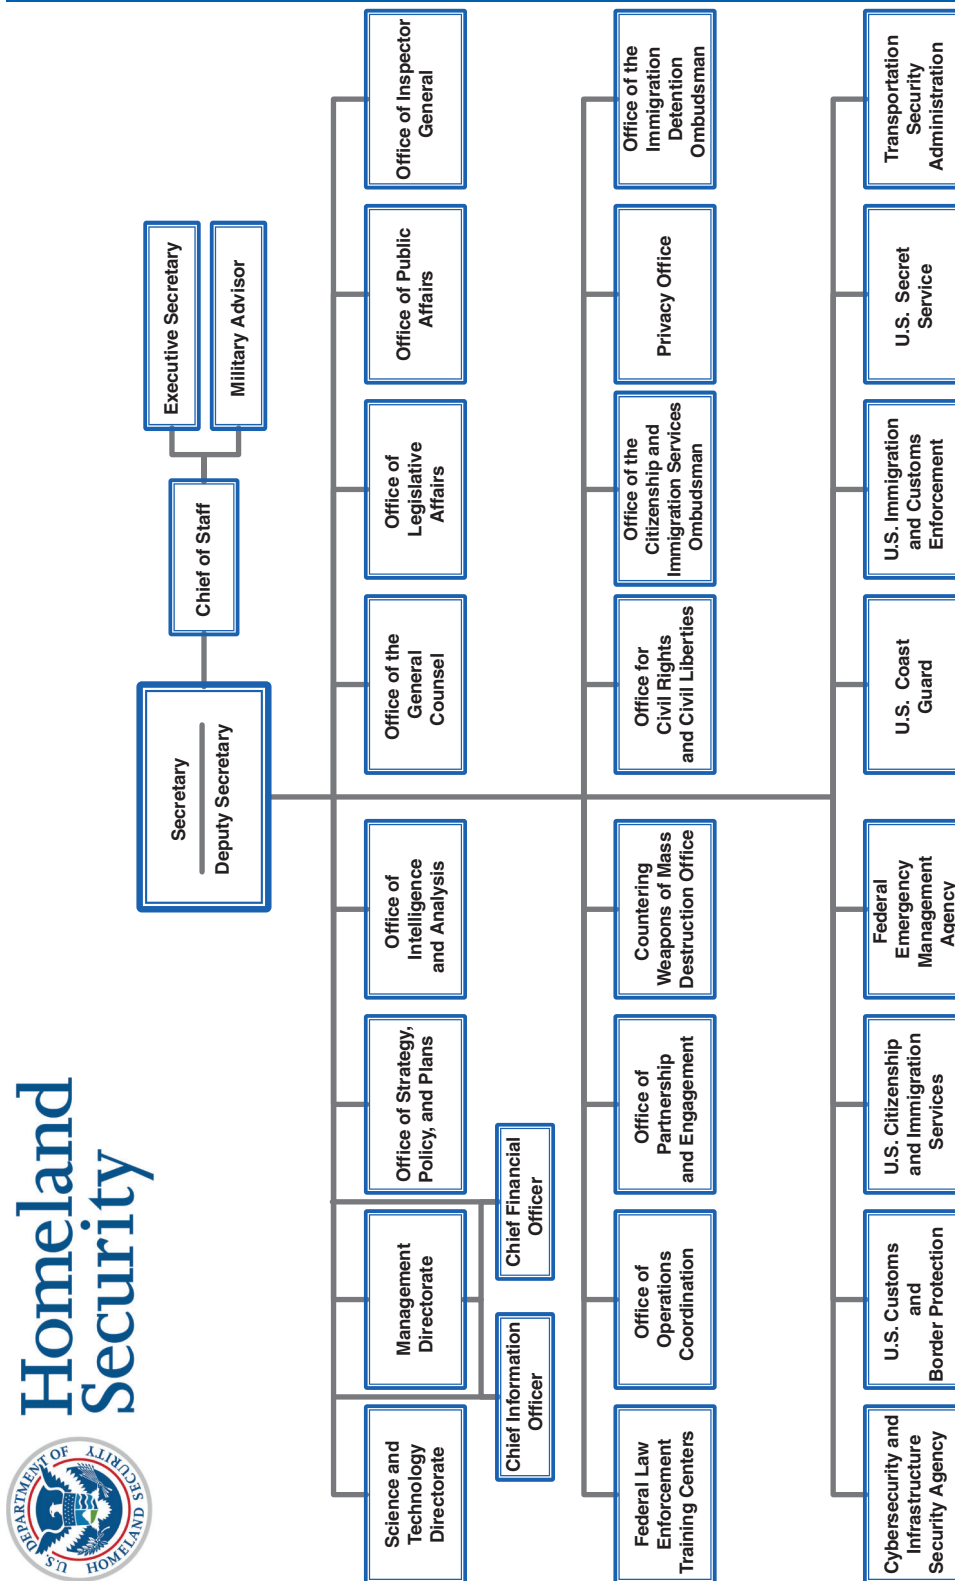 U.S. DEPARTMENT OF HOMELAND SECURITY
Homeland
Security
Secretary
Deputy Secretary
Chief of Staff
Executive Secretary
Military Advisor
Science and
Technology
Directorate
Management
Directorate
Office of Strategy,
Policy, and Plans
Office of
Intelligence
and Analysis
Office of the
General
Counsel
Office of
Legislative
Affairs
Office of Public
Affairs
Office of Inspector
General
Chief Information
Officer
Chief Financial
Officer
Federal Law
Enforcement
Training Centers
Office of
Operations
Coordination
Office of
Partnership
and Engagement
Countering
Weapons of Mass
Destruction Office
Office for
Civil Rights
and Civil Liberties
Office of the
Citizenship and
Immigration Services
Ombudsman
Privacy Office
Office of the
Immigration
Detention
Ombudsman
Cybersecurity and
Infrastructure
Security Agency
U.S. Customs
and
Border Protection
U.S. Citizenship
and Immigration
Services
Federal
Emergency
Management
Agency
U.S. Coast
Guard
U.S. Immigration
and Customs
Enforcement
U.S. Secret
Service
Transportation
Security
Administration